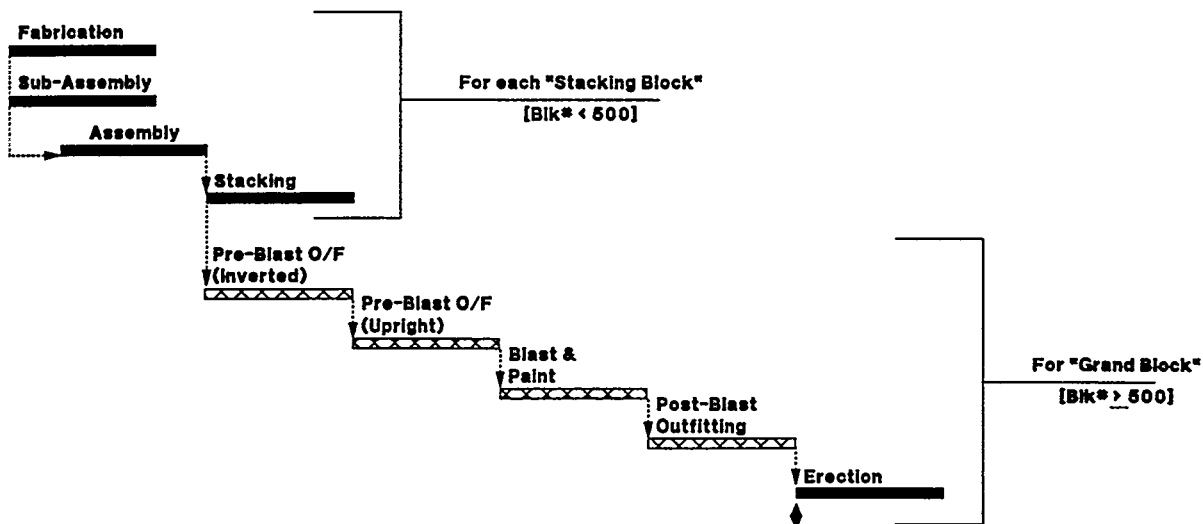 Fabrication
Sub-Assembly
For each "Stacking Block"
[Blk# < 500]
Assembly
Stacking
Pre-Blast O/F
(Inverted)
Pre-Blast O/F
(Upright)
Blast &
Paint
For "Grand Block"
[Blk# ≥ 500]
Post-Blast
Outfitting
Erection